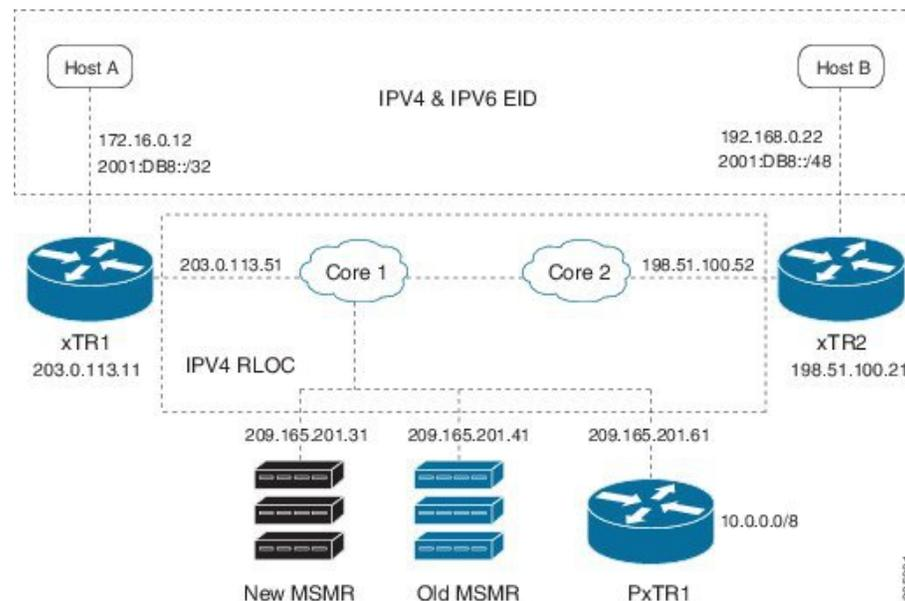 Host A
Host B
IPV4 & IPV6 EID
172.16.0.12
2001:DB8::/32
192.168.0.22
2001:DB8::/48
203.0.113.51
Core 1
Core 2
198.51.100.52
xTR1
203.0.113.11
IPV4 RLOC
xTR2
198.51.100.21
209.165.201.31
209.165.201.41
209.165.201.61
10.0.0.0/8
New MSMR
Old MSMR
PxTR1